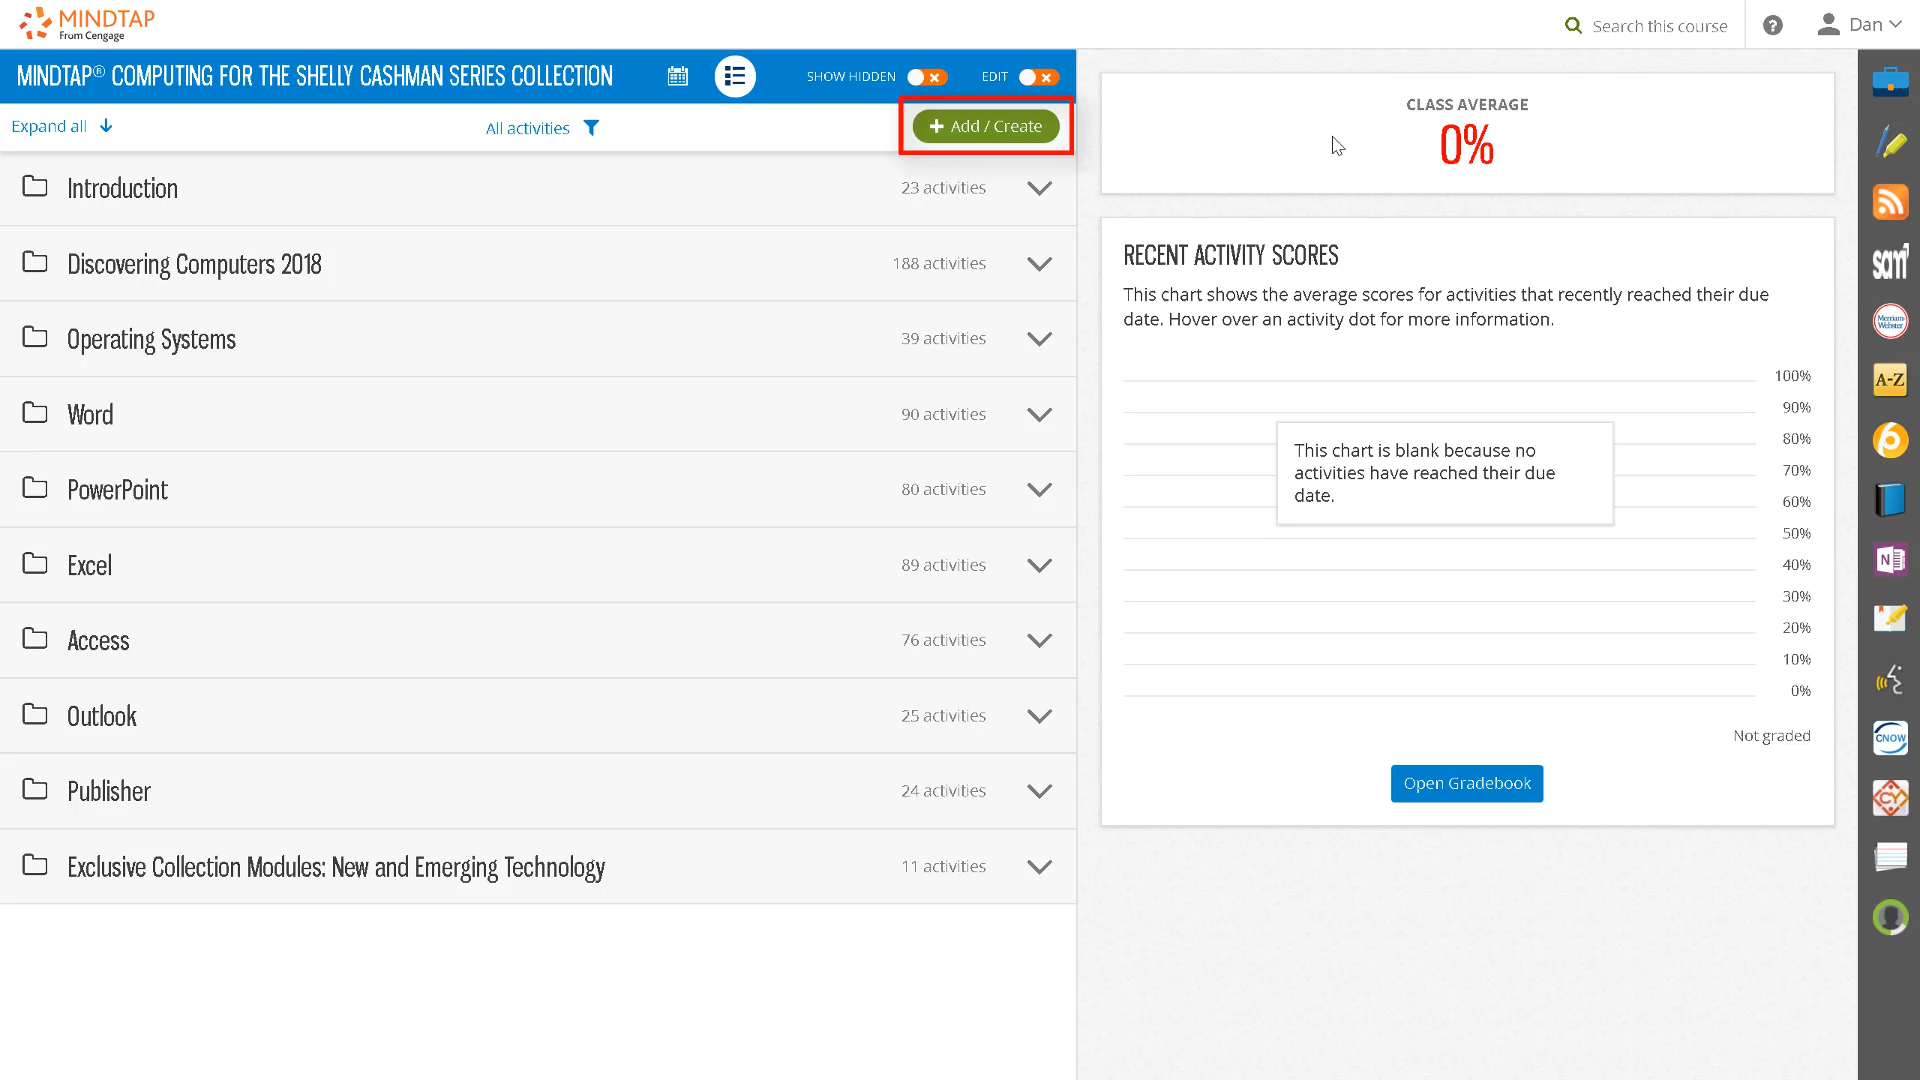 MINDTAP
From Cengage
Search this course
?
Dan
MINDTAP® COMPUTING FOR THE SHELLY CASHMAN SERIES COLLECTION
SHOW HIDDEN
EDIT
Expand all
All activities
+ Add / Create
Introduction
23 activities
Discovering Computers 2018
188 activities
Operating Systems
39 activities
Word
90 activities
PowerPoint
80 activities
Excel
89 activities
Access
76 activities
Outlook
25 activities
Publisher
24 activities
Exclusive Collection Modules: New and Emerging Technology
11 activities
CLASS AVERAGE
0%
RECENT ACTIVITY SCORES
This chart shows the average scores for activities that recently reached their due
date. Hover over an activity dot for more information.
100%
90%
80%
70%
60%
50%
40%
30%
20%
10%
0%
This chart is blank because no
activities have reached their due
date.
Not graded
Open Gradebook
sam
Merriam-
Webster
A-Z
N
CNOW
CY